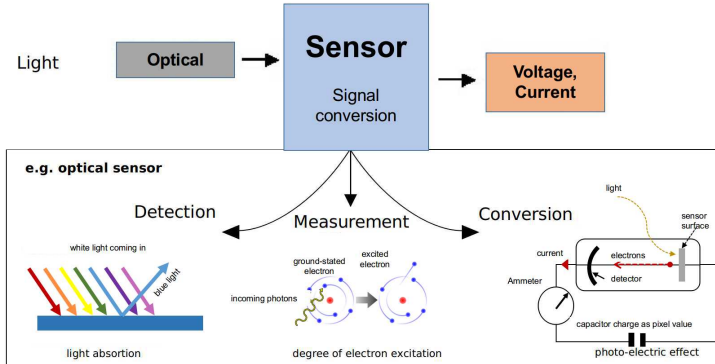 Light
Optical
Sensor
Signal
conversion
Voltage,
Current
e.g. optical sensor
Detection
Measurement
Conversion
white light coming in
blue light
light absortion
ground-stated
electron
excited
electron
incoming photons
degree of electron excitation
light
sensor
surface
current
electrons
detector
Ammeter
capacitor charge as pixel value
photo-electric effect